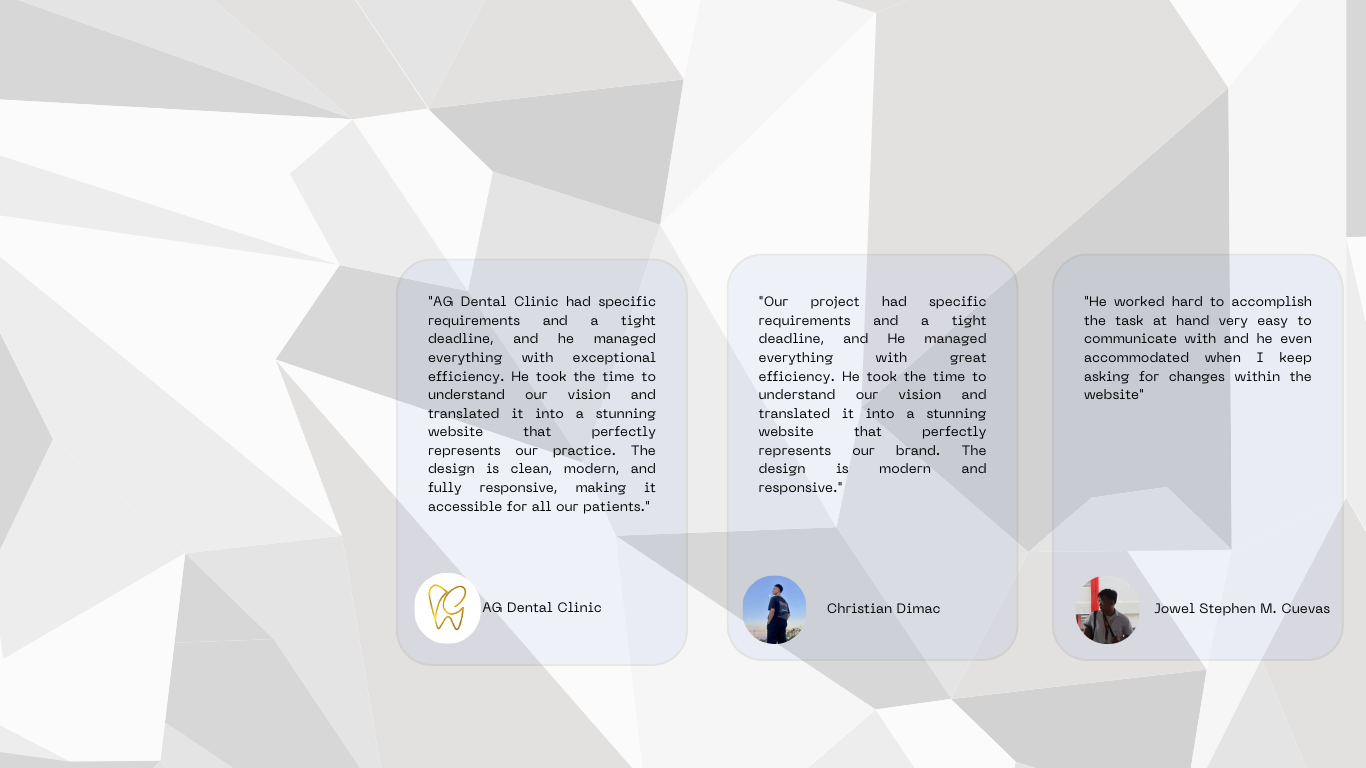 "AG Dental Clinic had specific
requirements and a tight
deadline, and he managed
everything with exceptional
efficiency. He took the time to
understand our vision and
translated it into a stunning
website that perfectly
represents our practice. The
design is clean, modern, and
fully responsive, making it
accessible for all our patients."
AG Dental Clinic
"Our project had specific
requirements and a tight
deadline, and He managed
everything with great
efficiency. He took the time to
understand our vision and
translated it into a stunning
website that perfectly
represents our brand. The
design is modern and
responsive."
Christian Dimac
"He worked hard to accomplish
the task at hand very easy to
communicate with and he even
accommodated when I keep
asking for changes within the
website"
Jowel Stephen M. Cuevas